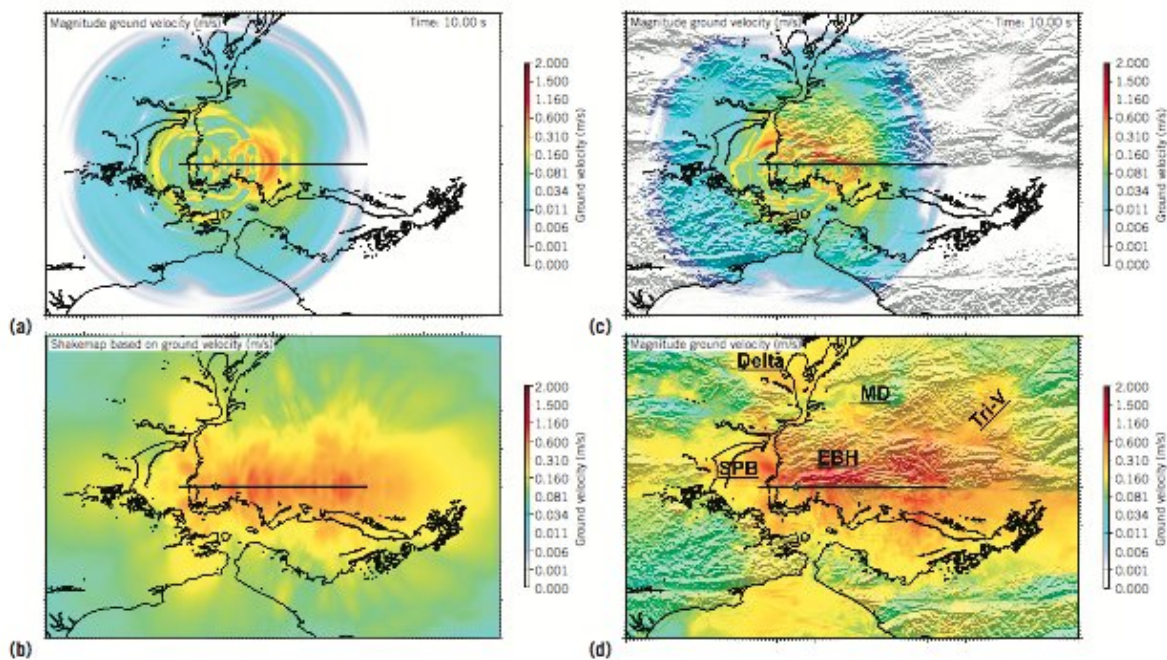 Magnitude ground velocity (m/s)
Time: 10.00 s
2.000
1.500
1.160
0.600
0.310
0.160
0.081
0.034
0.011
0.006
0.001
0.000
Ground velocity (m/s)
(a)
Magnitude ground velocity (m/s)
Time: 10.00 s
2.000
1.500
1.160
0.600
0.310
0.160
0.081
0.034
0.011
0.006
0.001
0.000
Ground velocity (m/s)
(c)
Shakemap based on ground velocity (m/s)
2.000
1.500
1.160
0.600
0.310
0.160
0.081
0.034
0.011
0.006
0.001
0.000
Ground velocity (m/s)
(b)
Magnitude ground velocity (m/s)
Delta
MD
Tri-V
SPB
EBH
2.000
1.500
1.160
0.600
0.310
0.160
0.081
0.034
0.011
0.006
0.001
0.000
Ground velocity (m/s)
(d)